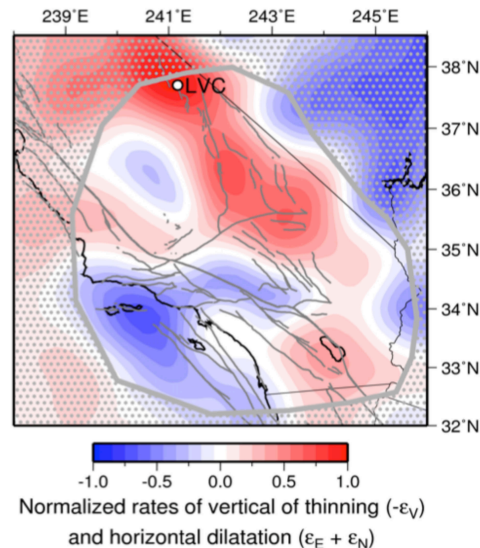 239°E 241°E 243°E 245°E
38°N
LVC
37°N
36°N
35°N
34°N
33°N
32°N
-1.0 -0.5 0.0 0.5 1.0
Normalized rates of vertical of thinning (-εV)
and horizontal dilatation (εE + εN)